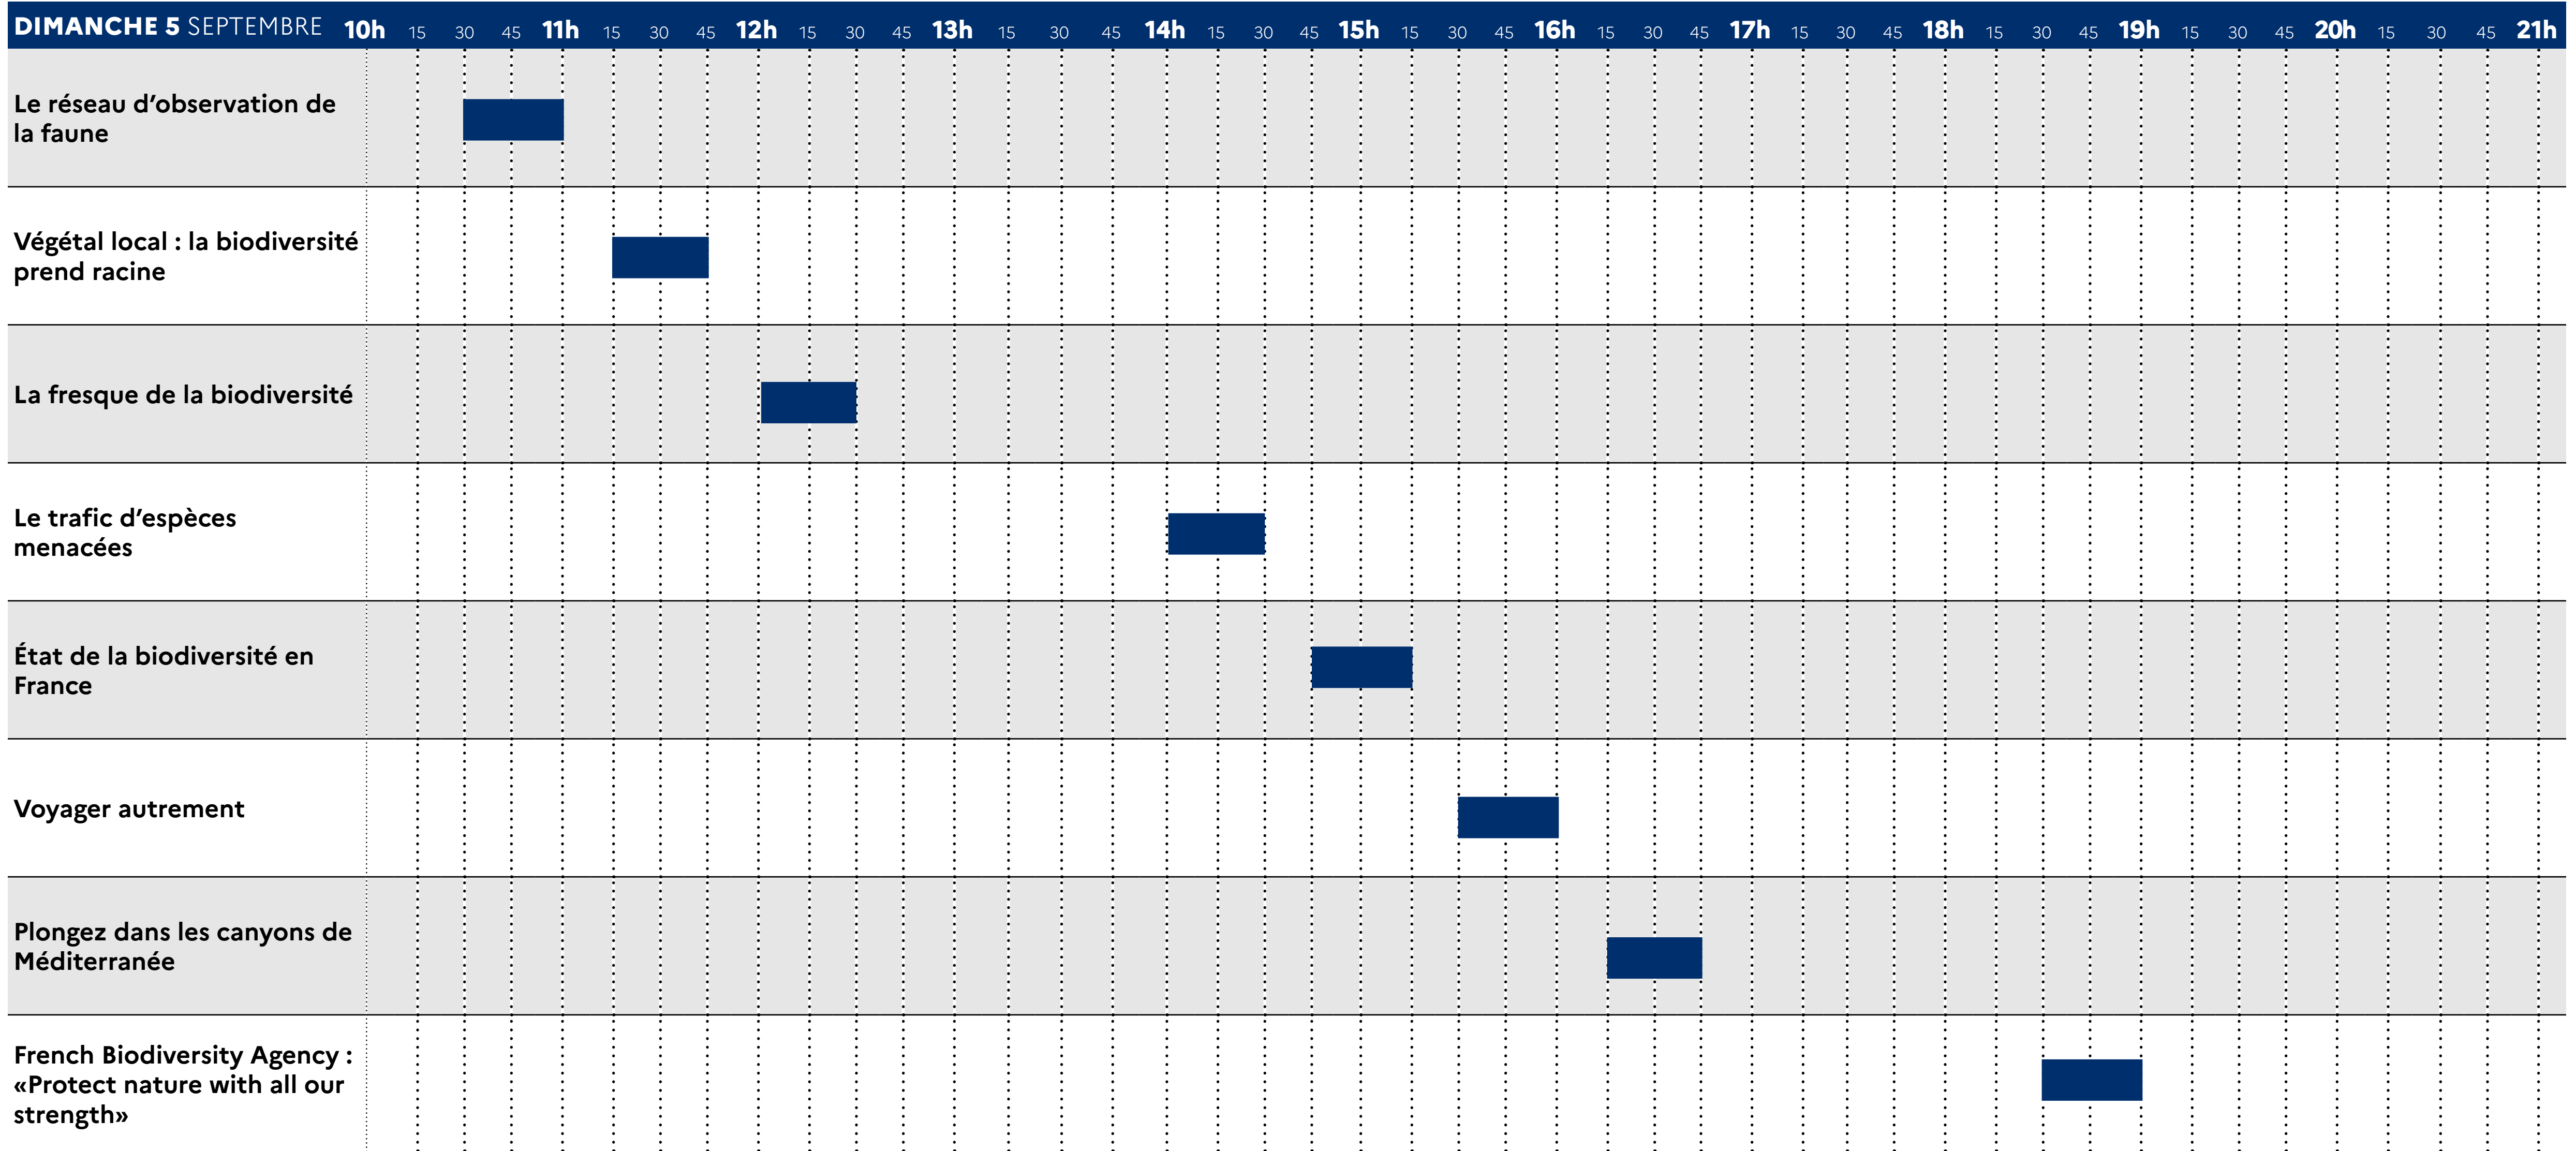 DIMANCHE 5 SEPTEMBRE 10h 15 30 45 11h 15 30 45 12h 15 30 45 13h 15 30 45 14h 15 30 45 15h 15 30 45 16h 15 30 45 17h 15 30 45 18h 15 30 45 19h 15 30 45 20h 15 30 45 21h
Le réseau d’observation de
la faune
Végétal local : la biodiversité
prend racine
La fresque de la biodiversité
Le trafic d’espèces
menacées
État de la biodiversité en
France
Voyager autrement
Plongez dans les canyons de
Méditerranée
French Biodiversity Agency :
«Protect nature with all our
strength»